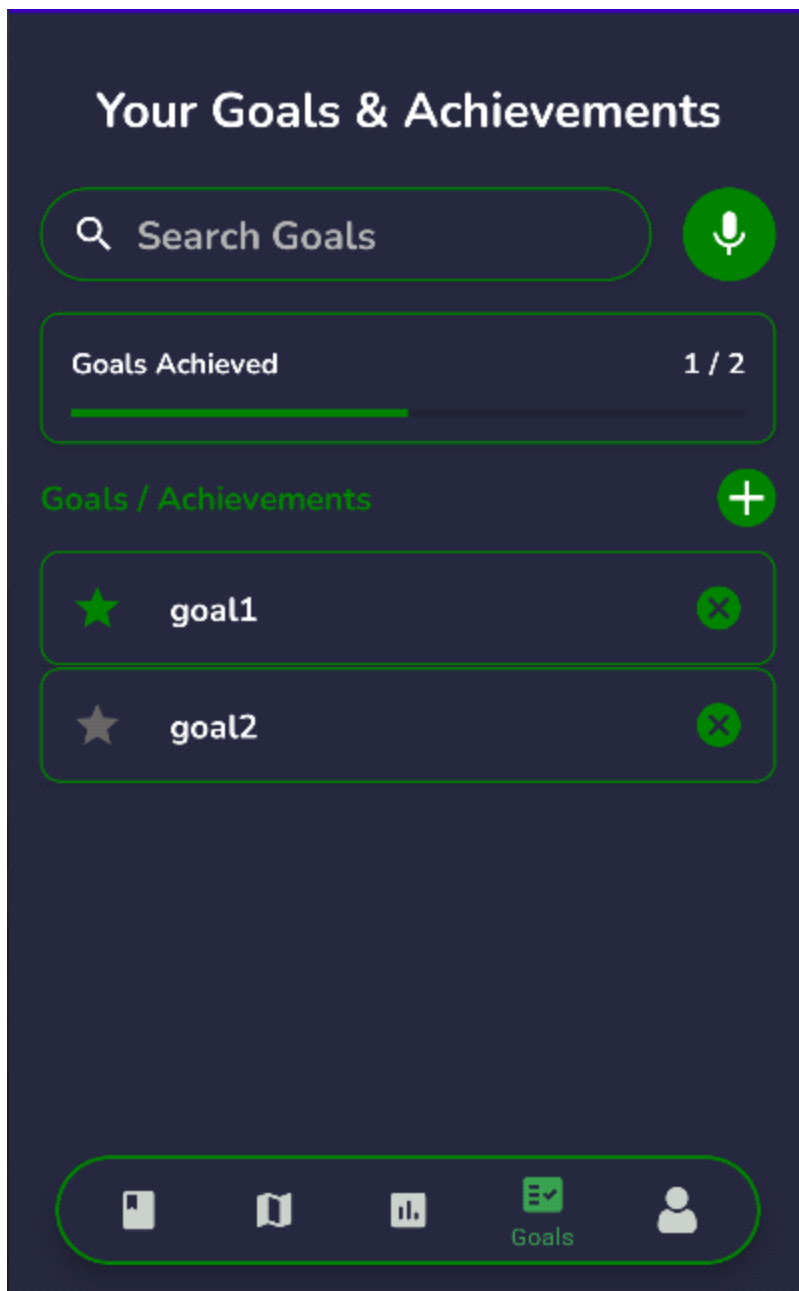 Your Goals & Achievements
Search Goals
Goals Achieved 1 / 2
Goals / Achievements
goal1
goal2
Goals